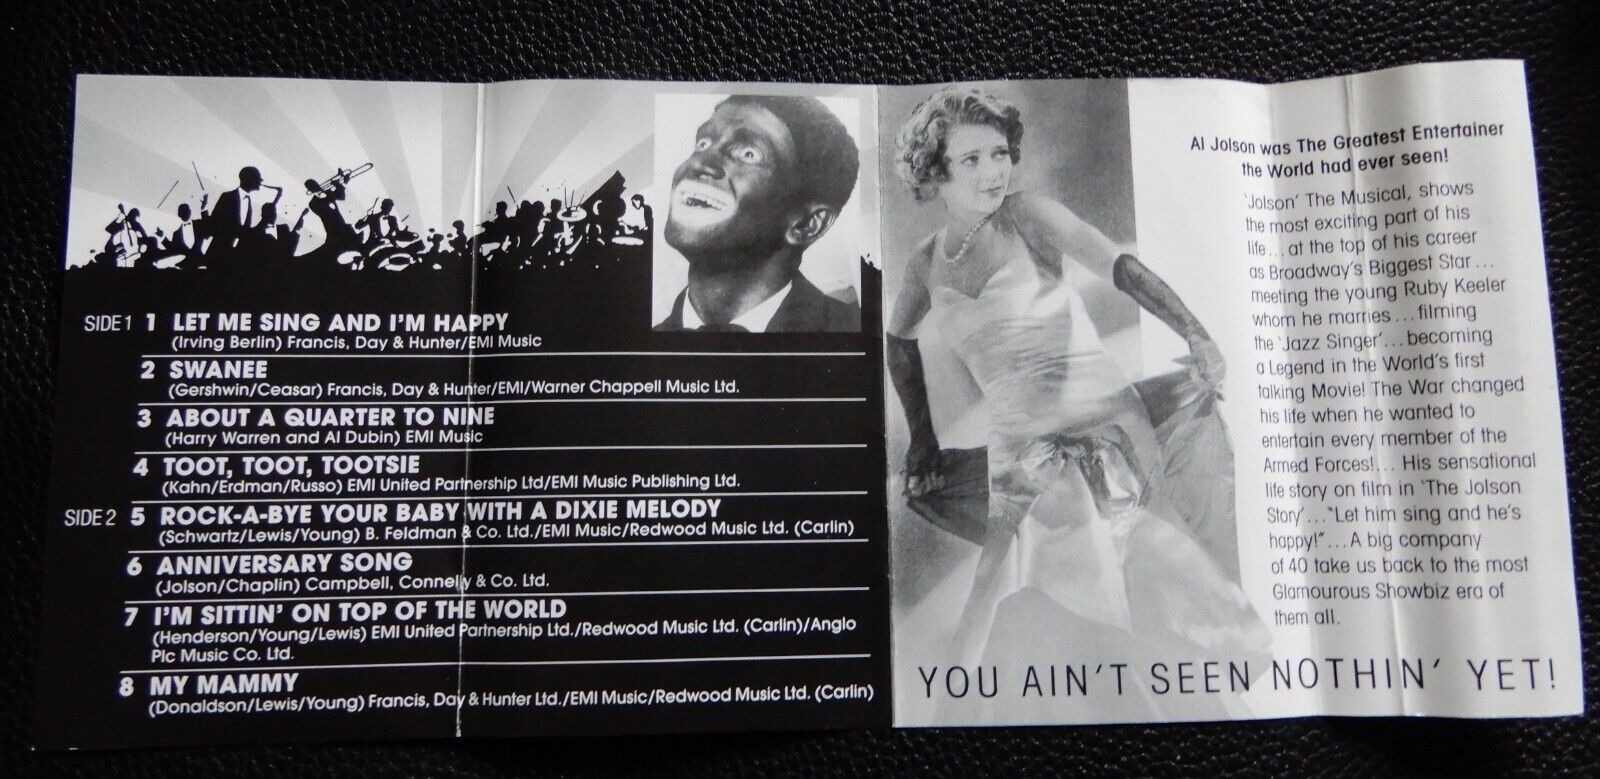 SIDE 1 1 LET ME SING AND I'M HAPPY
(Irving Berlin) Francis, Day & Hunter/EMI Music
2 SWANEE
(Gershwin/Ceasar) Francis, Day & Hunter/EMI/Warner Chappell Music Ltd.
3 ABOUT A QUARTER TO NINE
(Harry Warren and Al Dubin) EMI Music
4 TOOT, TOOT, TOOTSIE
(Kahn/Erdman/Russo) EMI United Partnership Ltd/EMI Music Publishing Ltd.
SIDE 2 5 ROCK-A-BYE YOUR BABY WITH A DIXIE MELODY
(Schwartz/Lewis/Young) B. Feldman & Co. Ltd./EMI Music/Redwood Music Ltd. (Carlin)
6 ANNIVERSARY SONG
(Jolson/Chaplin) Campbell, Connelly & Co. Ltd.
7 I'M SITTIN' ON TOP OF THE WORLD
(Henderson/Young/Lewis) EMI United Partnership Ltd./Redwood Music Ltd. (Carlin)/Anglo
Plc Music Co. Ltd.
8 MY MAMMY
(Donaldson/Lewis/Young) Francis, Day & Hunter Ltd./EMI Music/Redwood Music Ltd. (Carlin)
Al Jolson was The Greatest Entertainer
the World had ever seen!
'Jolson' The Musical, shows
the most exciting part of his
life... at the top of his career
as Broadway's Biggest Star...
meeting the young Ruby Keeler
whom he marries... filming
the 'Jazz Singer'... becoming
a Legend in the World's first
talking Movie! The War changed
his life when he wanted to
entertain every member of the
Armed Forces!... His sensational
life story on film in 'The Jolson
Story'... "Let him sing and he's
happy!"... A big company
of 40 take us back to the most
Glamourous Showbiz era of
them all.
YOU AIN'T SEEN NOTHIN' YET!